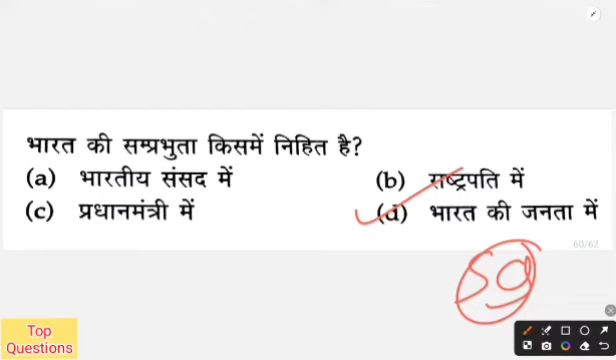 भारत की सम्प्रभुता किसमें निहित है?
(a) भारतीय संसद में (b) राष्ट्रपति में
(c) प्रधानमंत्री में (d) भारत की जनता में
60/62
Top
Questions